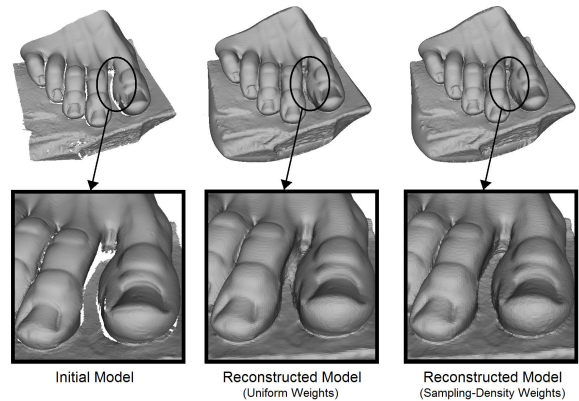 Initial Model
Reconstructed Model
(Uniform Weights)
Reconstructed Model
(Sampling-Density Weights)